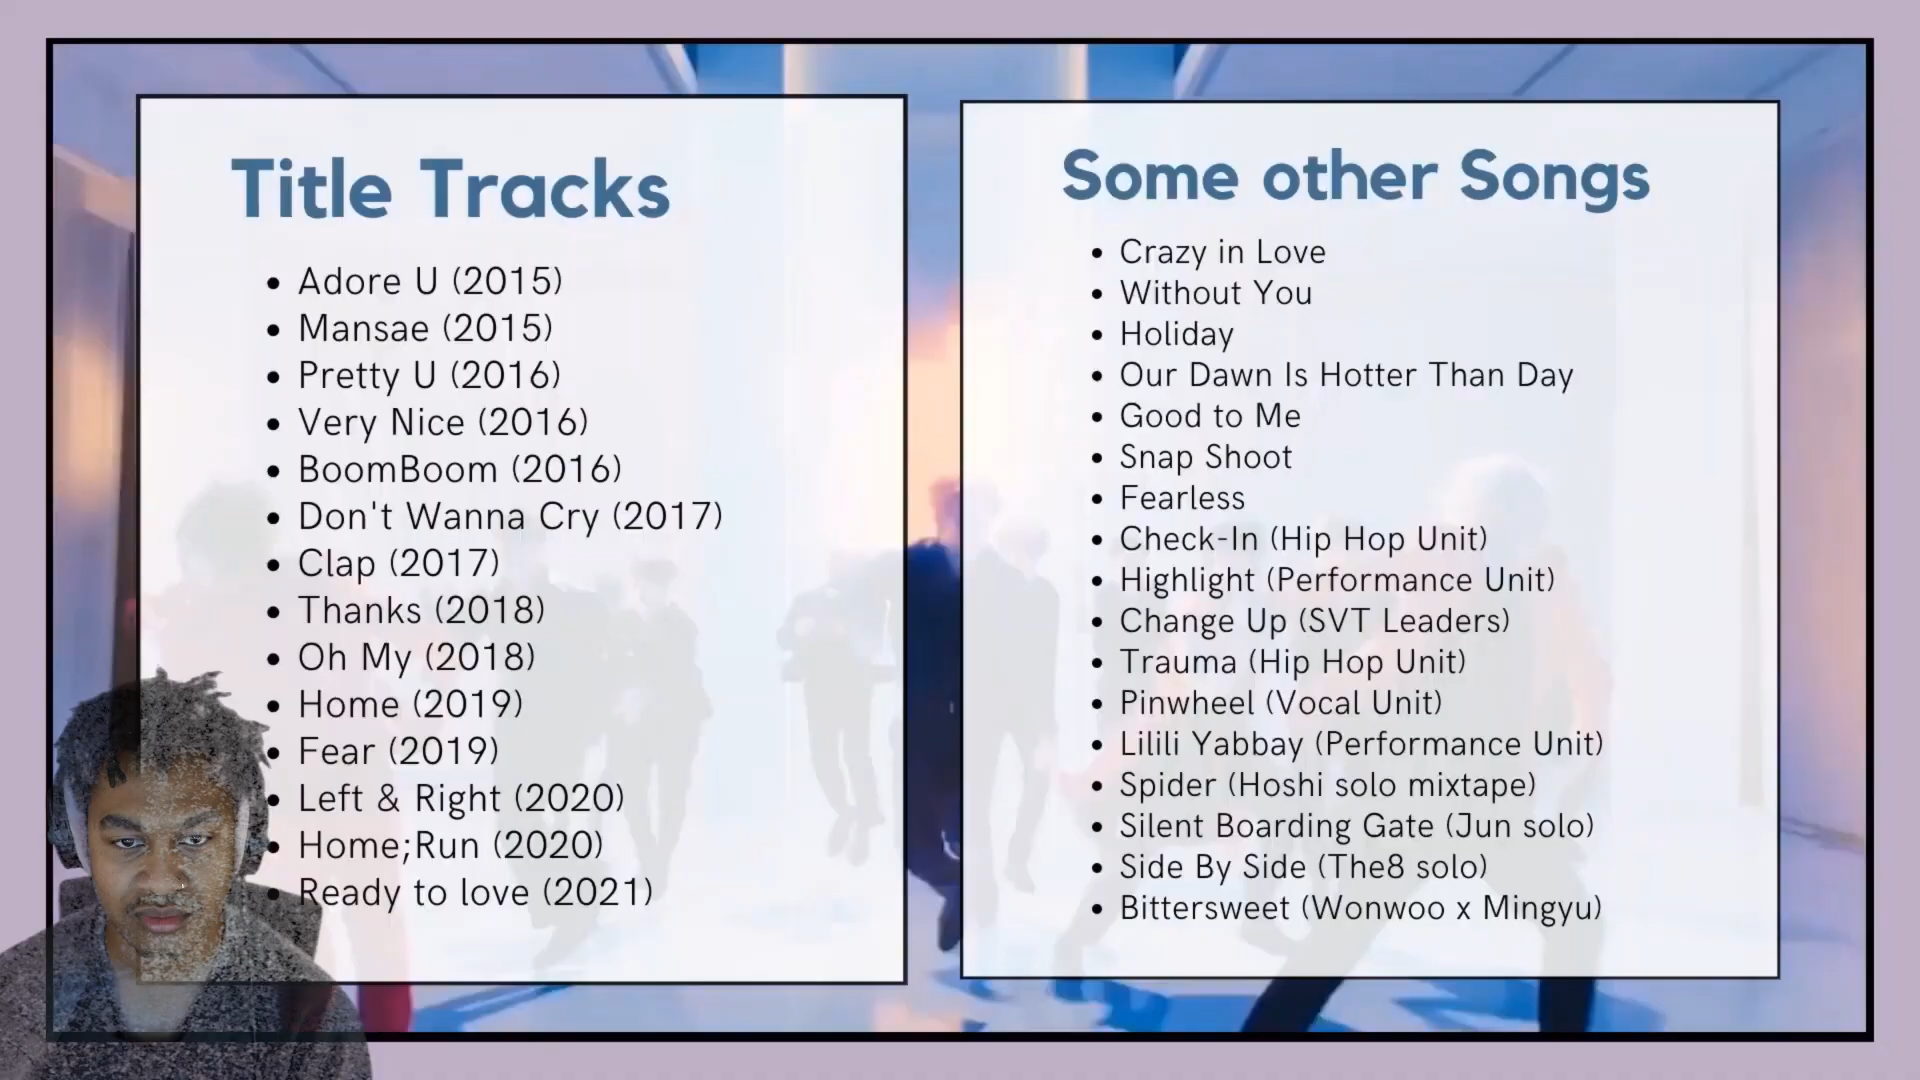 Title Tracks
Adore U (2015)
Mansae (2015)
Pretty U (2016)
Very Nice (2016)
BoomBoom (2016)
Don't Wanna Cry (2017)
Clap (2017)
Thanks (2018)
Oh My (2018)
Home (2019)
Fear (2019)
Left & Right (2020)
Home;Run (2020)
Ready to love (2021)
Some other Songs
Crazy in Love
Without You
Holiday
Our Dawn Is Hotter Than Day
Good to Me
Snap Shoot
Fearless
Check-In (Hip Hop Unit)
Highlight (Performance Unit)
Change Up (SVT Leaders)
Trauma (Hip Hop Unit)
Pinwheel (Vocal Unit)
Lilili Yabbay (Performance Unit)
Spider (Hoshi solo mixtape)
Silent Boarding Gate (Jun solo)
Side By Side (The8 solo)
Bittersweet (Wonwoo x Mingyu)